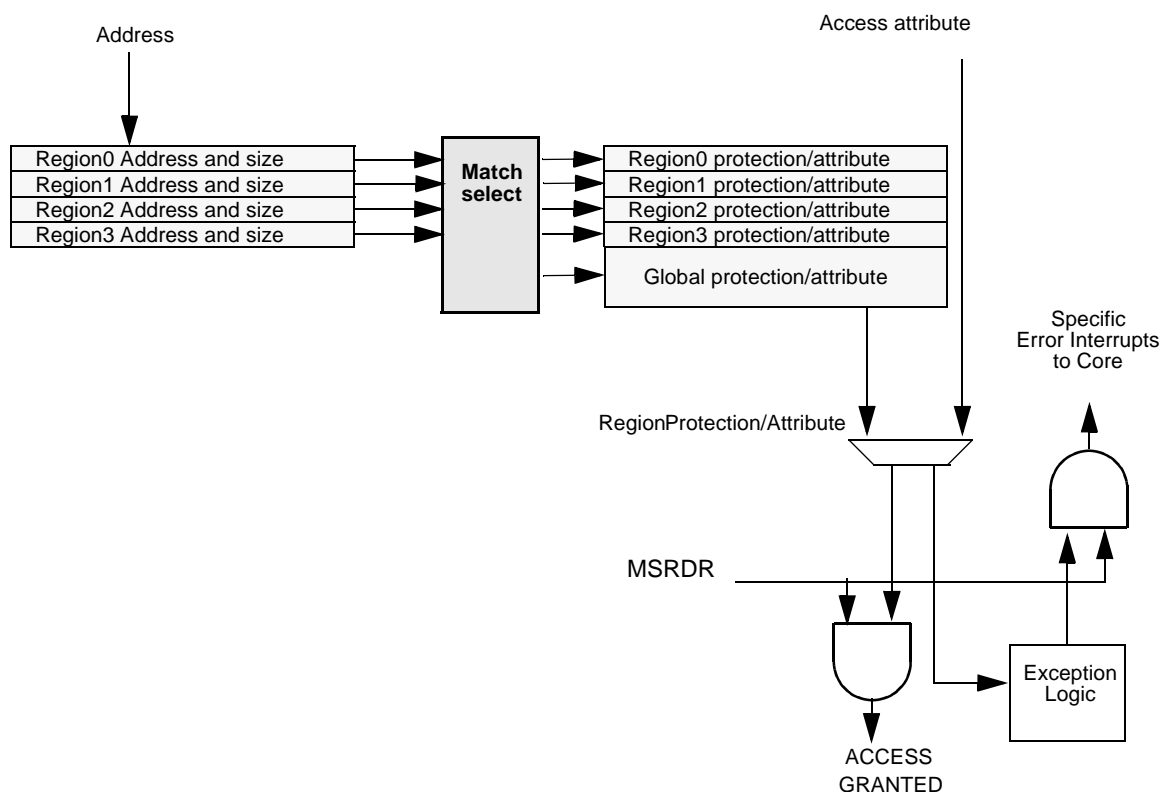 Address
Access attribute
Region0 Address and size
Region1 Address and size
Region2 Address and size
Region3 Address and size
Match
select
Region0 protection/attribute
Region1 protection/attribute
Region2 protection/attribute
Region3 protection/attribute
Global protection/attribute
Specific
Error Interrupts
to Core
RegionProtection/Attribute
MSRDR
Exception
Logic
ACCESS
GRANTED